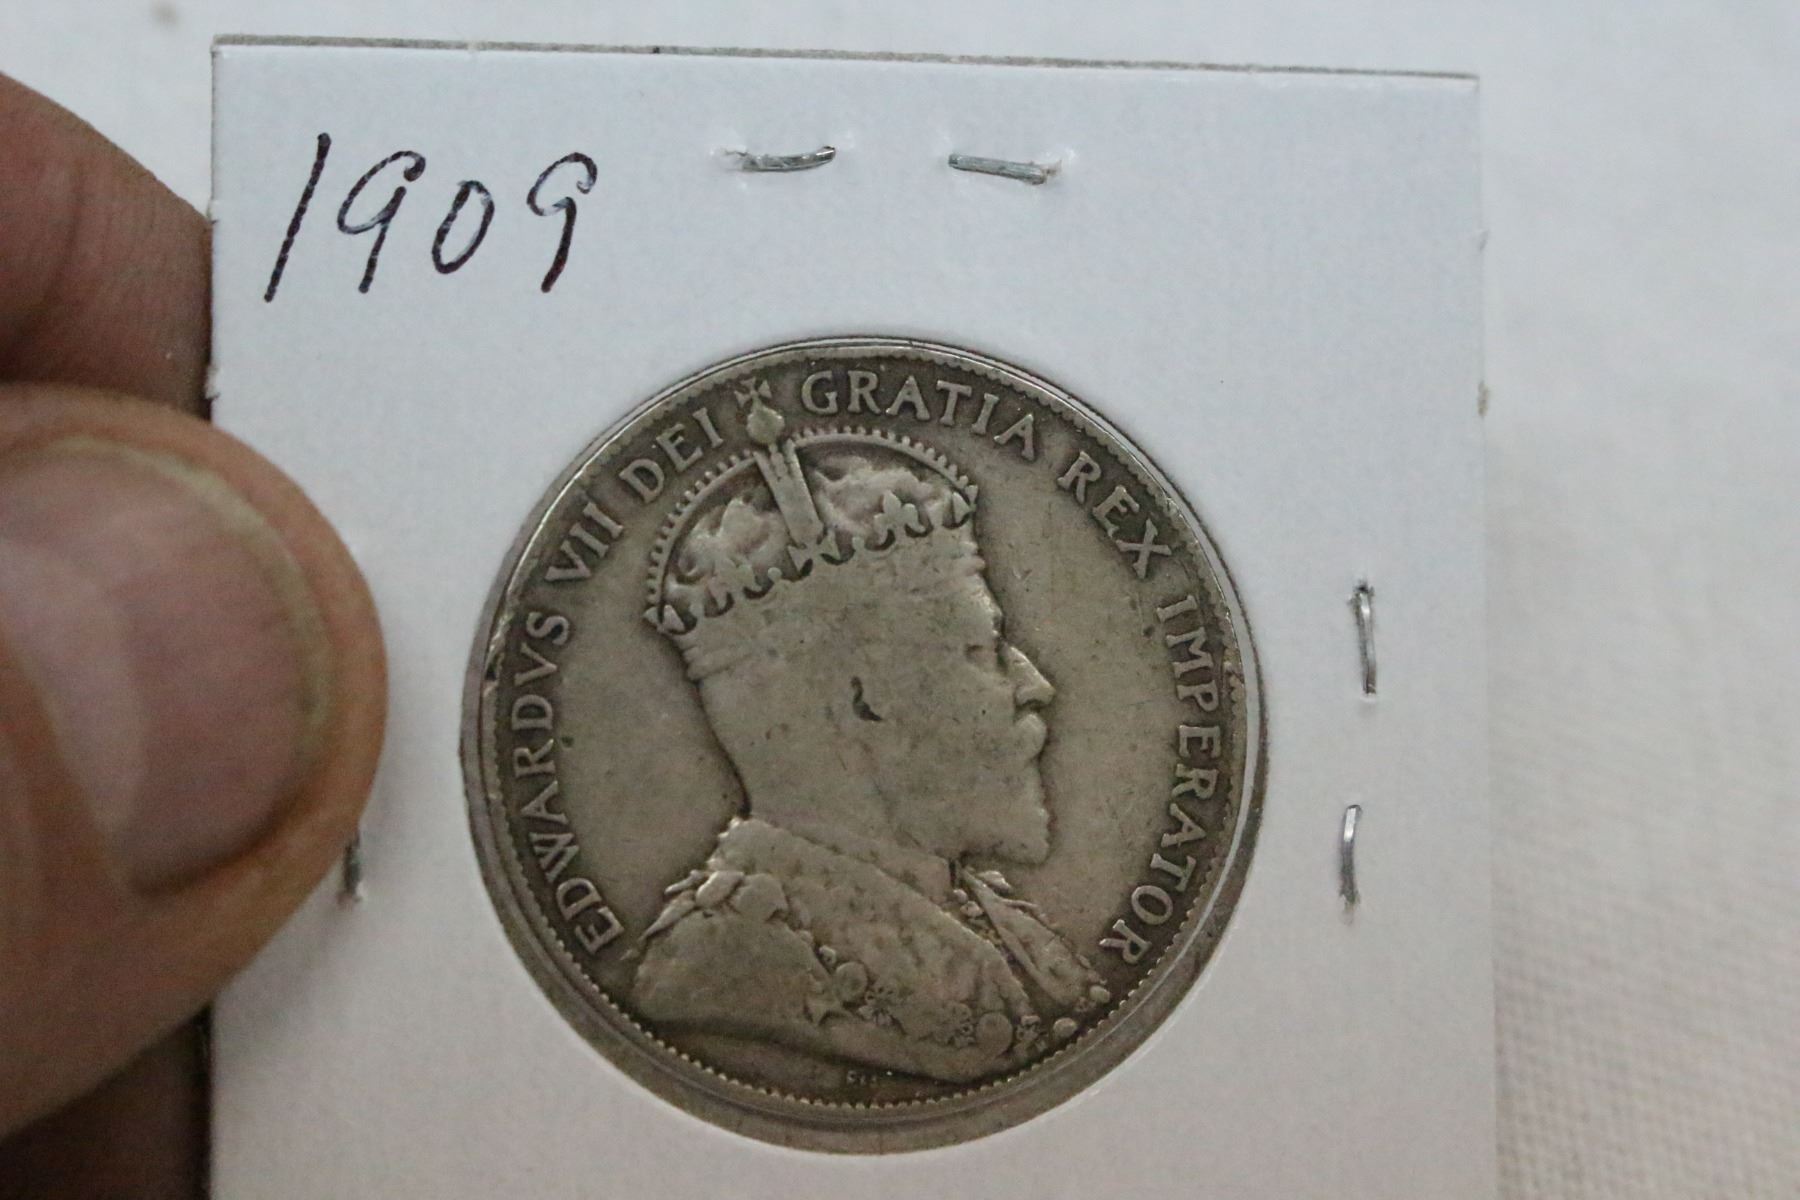 1909
EDWARDVS VII DEI GRATIA REX IMPERATOR